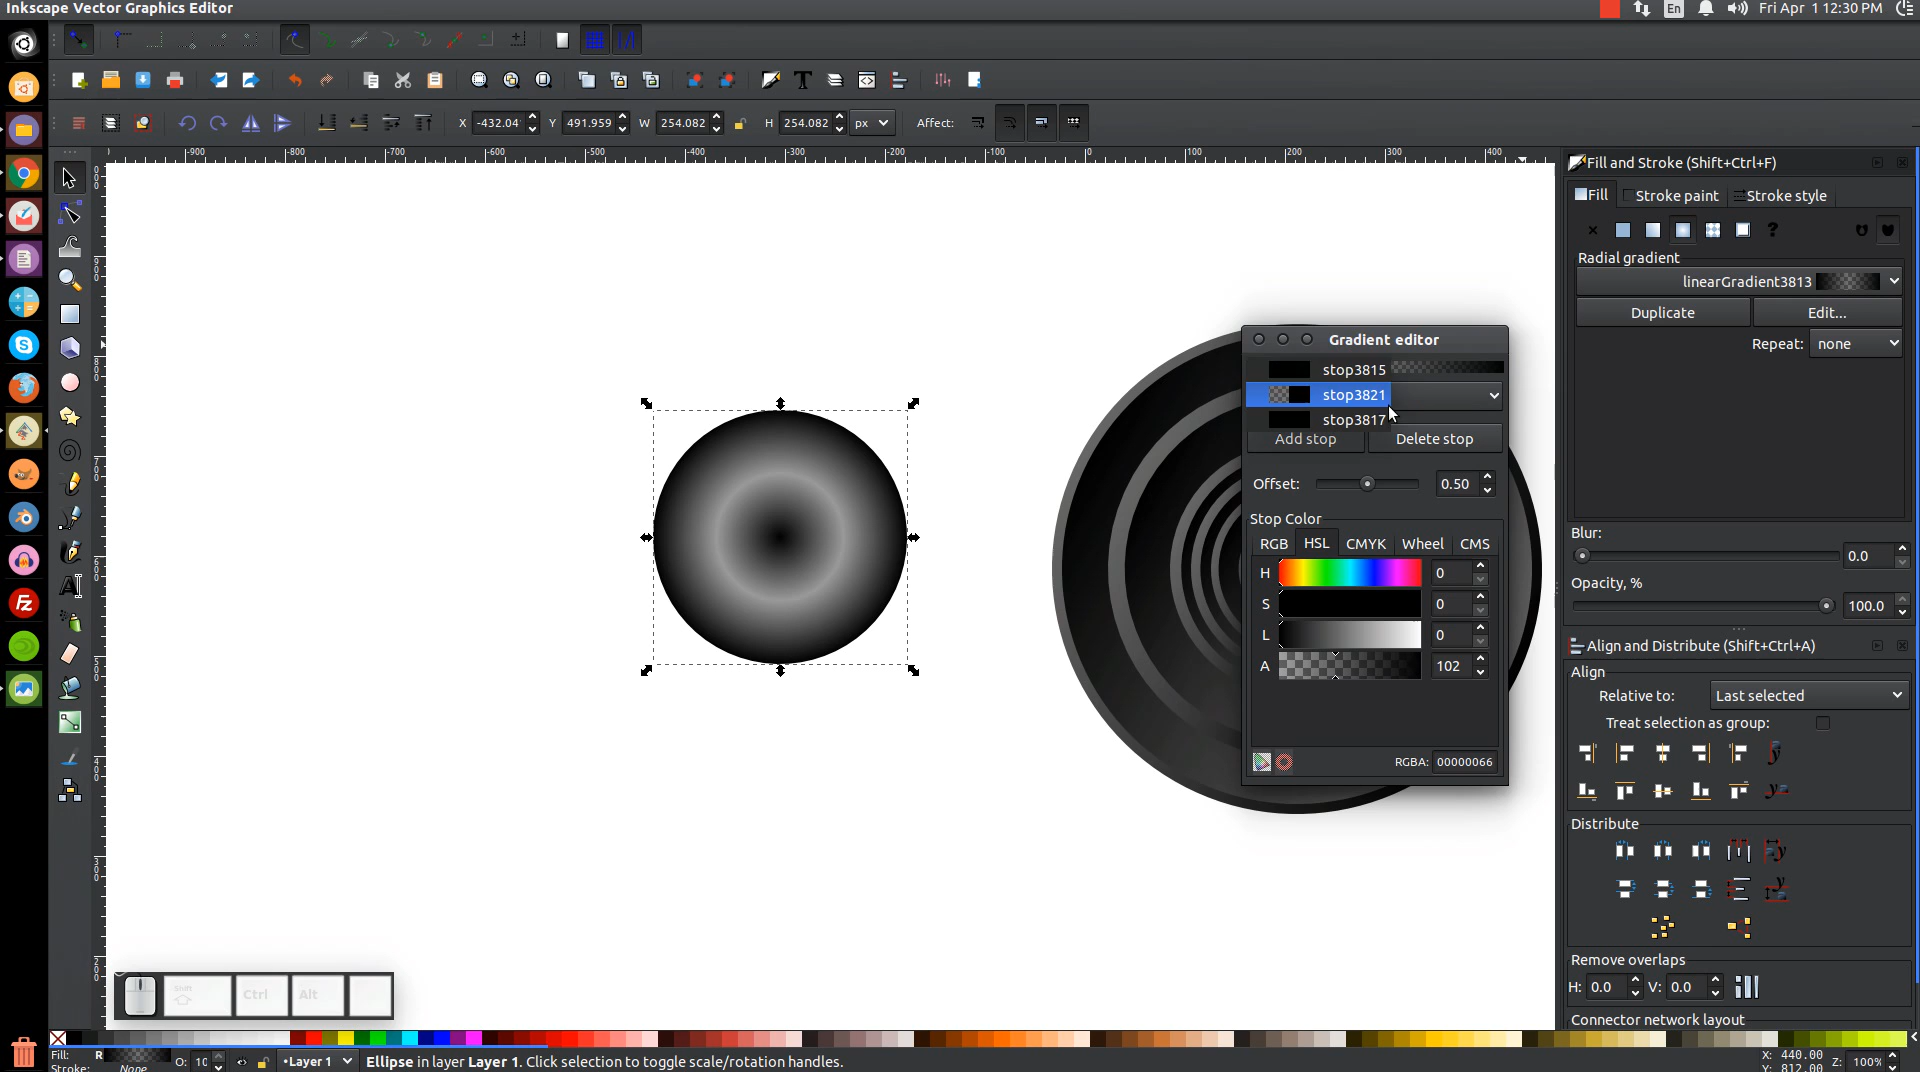 Inkscape Vector Graphics Editor
En
Fri Apr 1 12:30 PM
X -432.04 Y 491.959 W 254.082 H 254.082 px Affect:
-900 -800 -700 -600 -500 -400 -300 -200 -100 0 100 200 300 400
Fill and Stroke (Shift+Ctrl+F)
Fill Stroke paint Stroke style
?
Radial gradient
linearGradient3813
Duplicate Edit...
Repeat: none
Blur:
0.0
Opacity, %
100.0
Gradient editor
stop3815
stop3821
stop3817
Add stop Delete stop
Offset: 0.50
Stop Color
RGB HSL CMYK Wheel CMS
H 0
S 0
L 0
A 102
RGBA: 00000066
Align and Distribute (Shift+Ctrl+A)
Align
Relative to: Last selected
Treat selection as group:
Distribute
Remove overlaps
H: 0.0 V: 0.0
Connector network layout
Shift Ctrl Alt
Fill: R O: 10 •Layer 1 Ellipse in layer Layer 1. Click selection to toggle scale/rotation handles.
Stroke: None
X: 440.00
Y: 812.00
Z: 100%